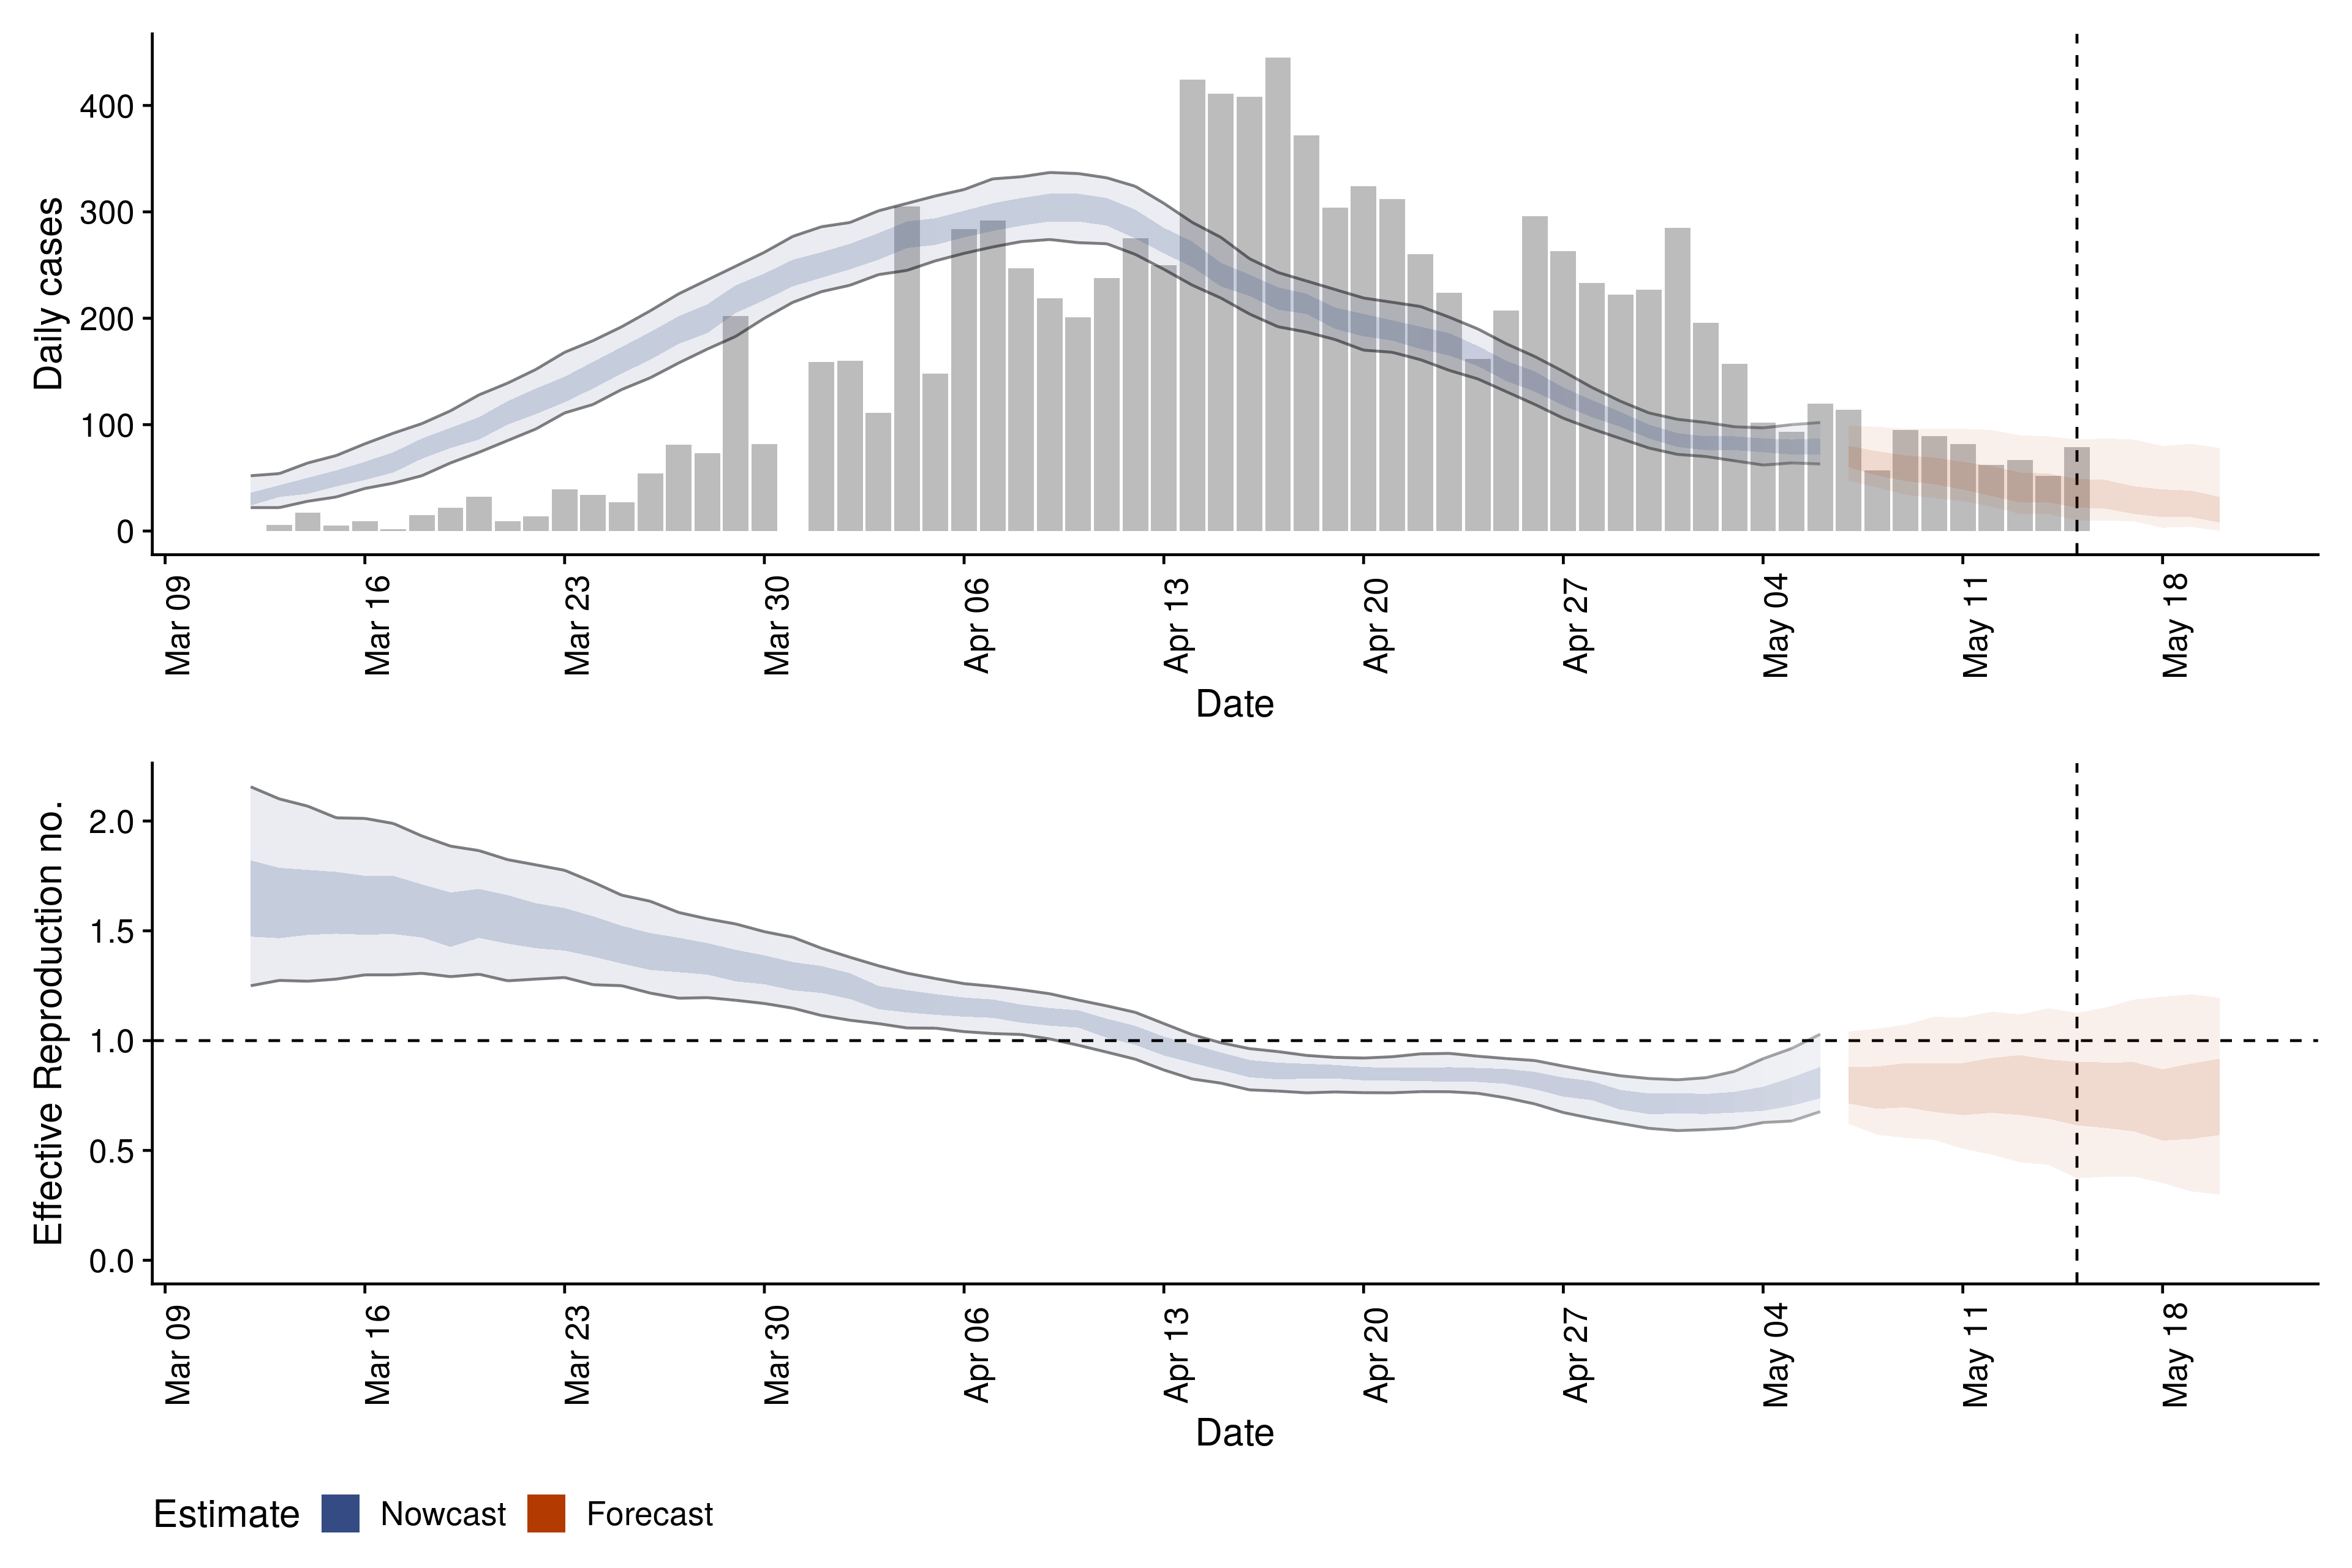 Daily cases
400
300
200
100
0
Mar 09
Mar 16
Mar 23
Mar 30
Apr 06
Apr 13
Apr 20
Apr 27
May 04
May 11
May 18
Date
Effective Reproduction no.
2.0
1.5
1.0
0.5
0.0
Mar 09
Mar 16
Mar 23
Mar 30
Apr 06
Apr 13
Apr 20
Apr 27
May 04
May 11
May 18
Date
Estimate Nowcast Forecast